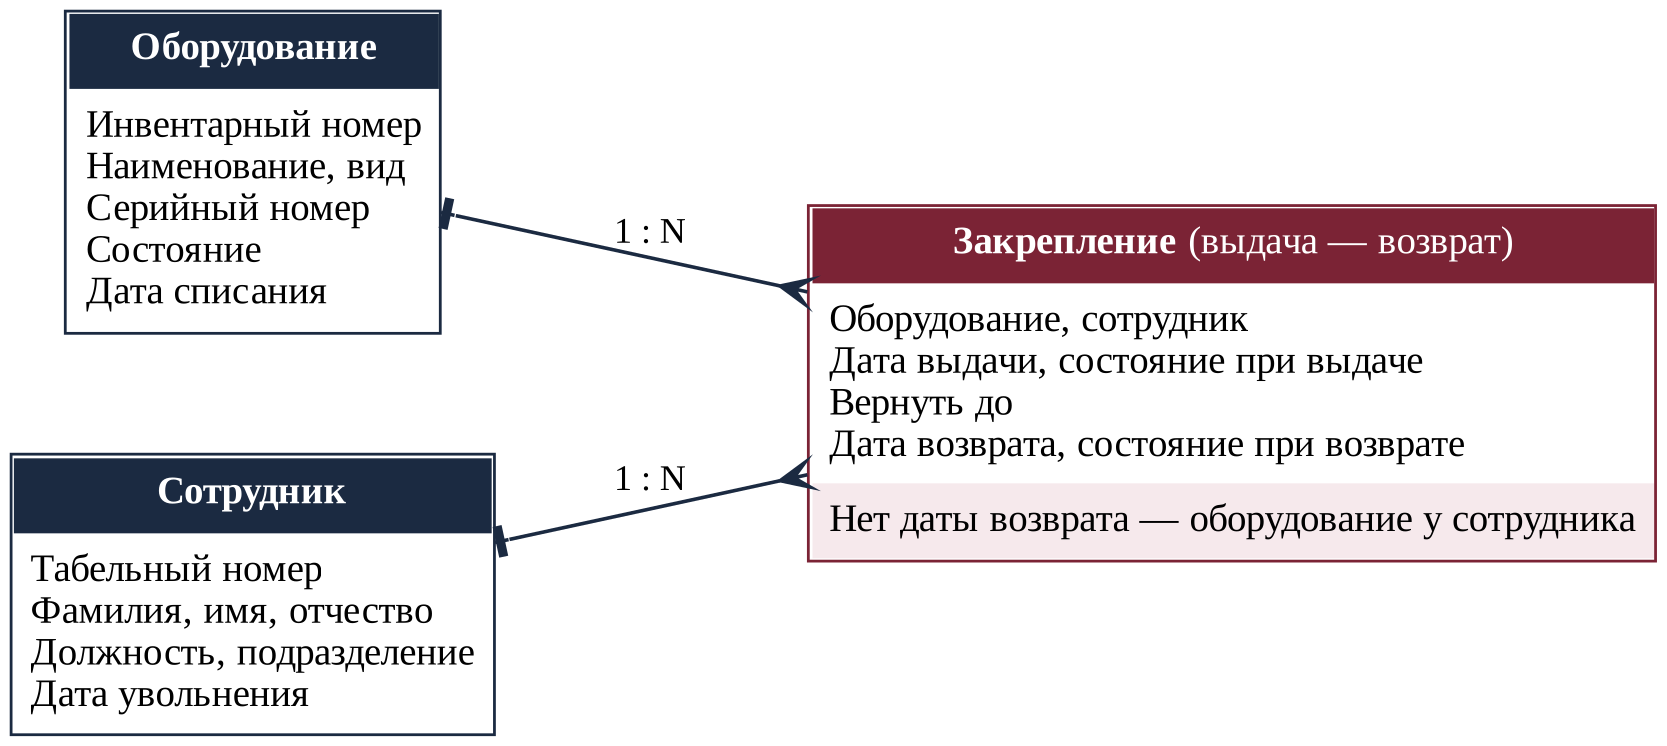 Оборудование
Инвентарный номер
Наименование, вид
Серийный номер
Состояние
Дата списания
1 : N
Закрепление (выдача — возврат)
Оборудование, сотрудник
Дата выдачи, состояние при выдаче
Вернуть до
Дата возврата, состояние при возврате
Нет даты возврата — оборудование у сотрудника
1 : N
Сотрудник
Табельный номер
Фамилия, имя, отчество
Должность, подразделение
Дата увольнения